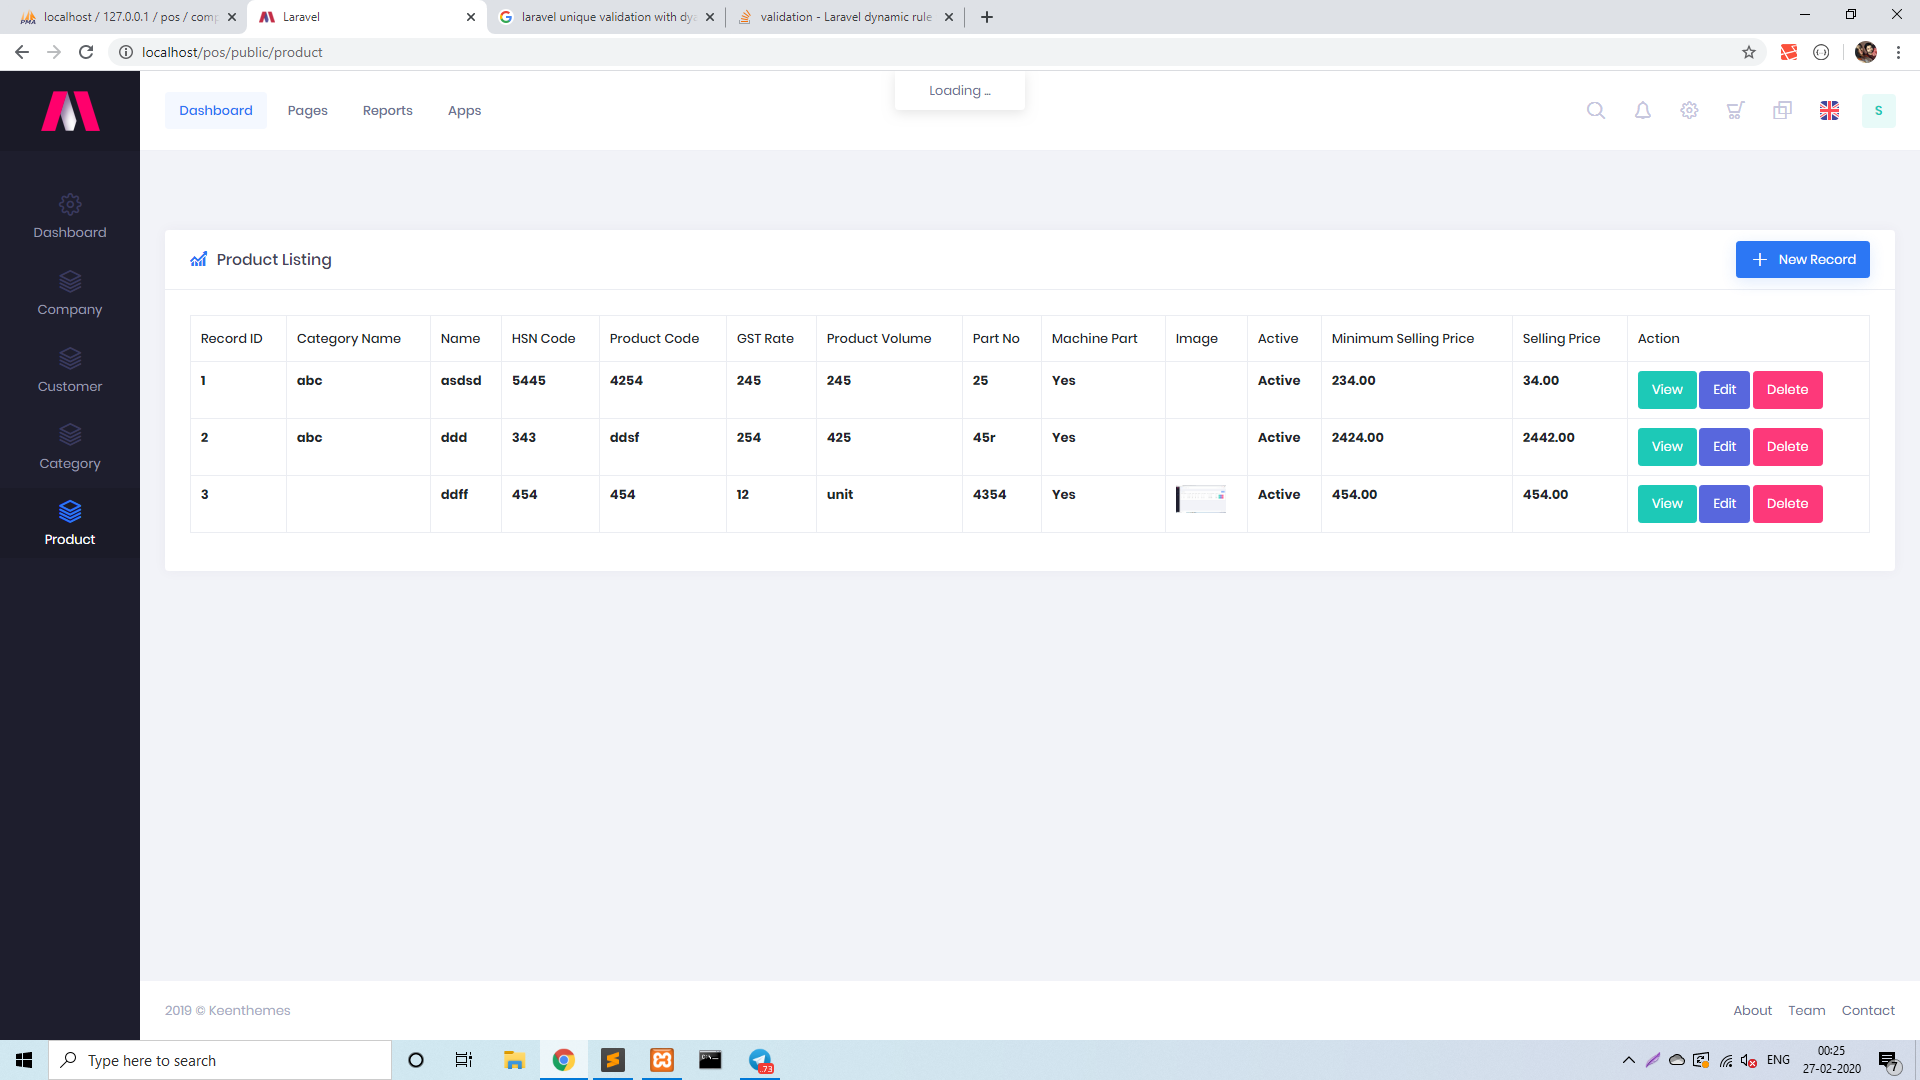 localhost / 127.0.0.1 / pos / comp
Laravel
laravel unique validation with dy
validation - Laravel dynamic rule
localhost/pos/public/product
Dashboard
Pages
Reports
Apps
Loading ...
S
Dashboard
Company
Customer
Category
Product
Product Listing
New Record
Record ID Category Name Name HSN Code Product Code GST Rate Product Volume Part No Machine Part Image Active Minimum Selling Price Selling Price Action
1 abc asdsd 5445 4254 245 245 25 Yes Active 234.00 34.00 View Edit Delete
2 abc ddd 343 ddsf 254 425 45r Yes Active 2424.00 2442.00 View Edit Delete
3 ddff 454 454 12 unit 4354 Yes Active 454.00 454.00 View Edit Delete
2019 © Keenthemes
About Team Contact
Type here to search
..73
ENG
00:25
27-02-2020
7